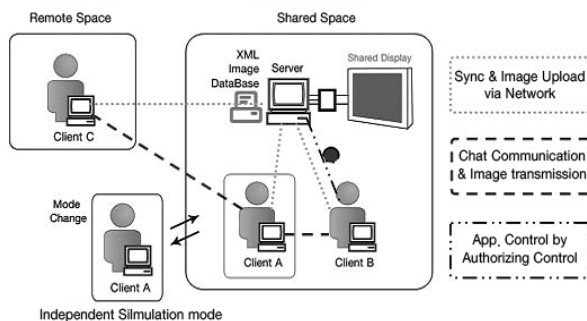 Remote Space
Shared Space
XML
Image
DataBase
Server
Shared Display
Client C
Sync & Image Upload
via Network
Chat Communication
& Image transmission
Mode
Change
Client A
Client B
App. Control by
Authorizing Control
Client A
Independent Silmulation mode